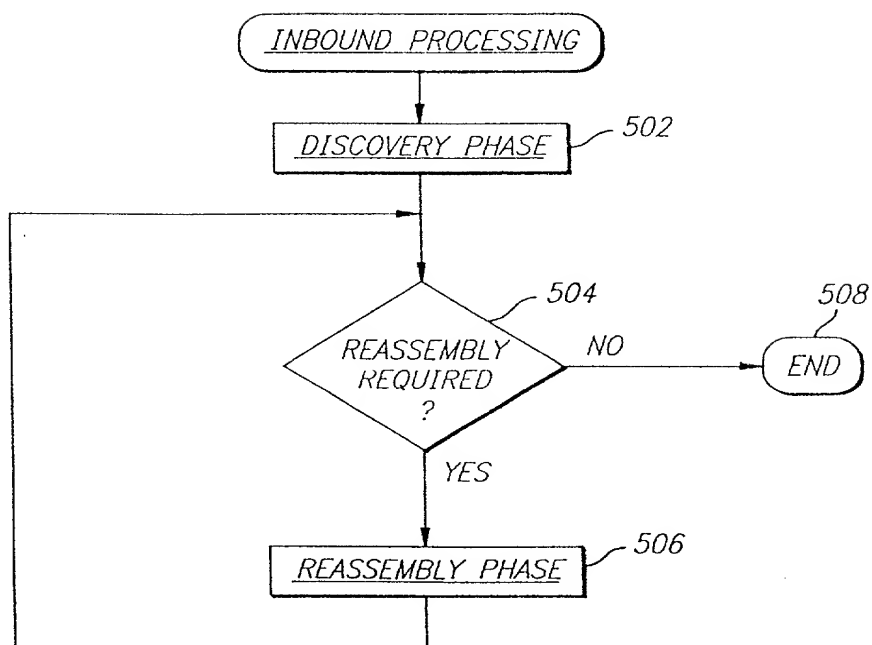 INBOUND PROCESSING
DISCOVERY PHASE
502
504
REASSEMBLY
REQUIRED
?
NO
508
END
YES
506
REASSEMBLY PHASE